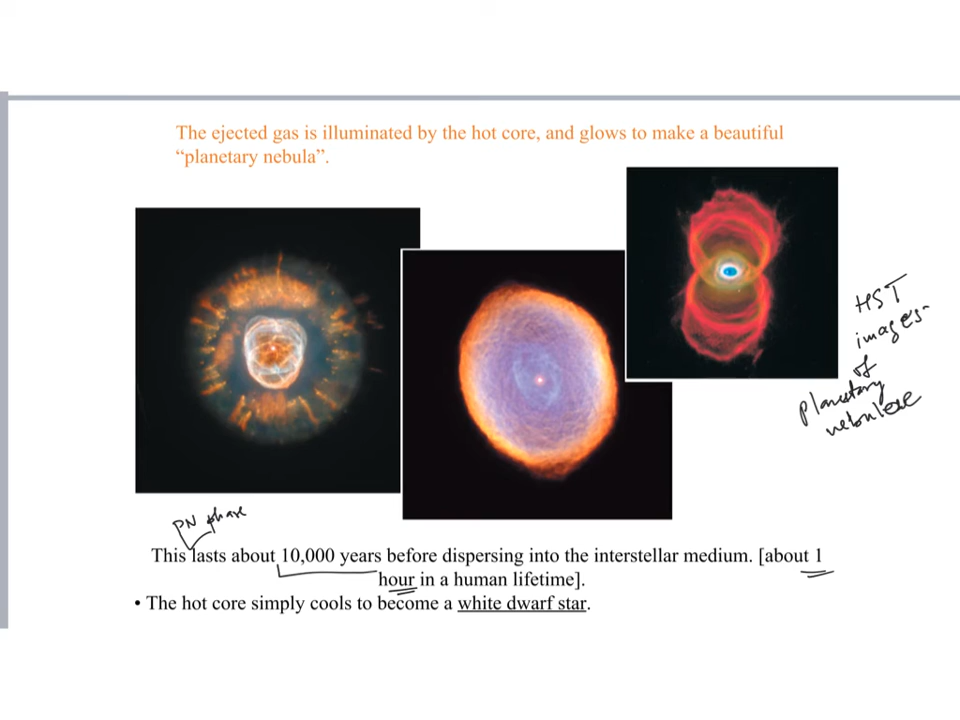 The ejected gas is illuminated by the hot core, and glows to make a beautiful
“planetary nebula”.
HST
images
of
planetary
nebulae
PN phase
This lasts about 10,000 years before dispersing into the interstellar medium. [about 1
hour in a human lifetime].
• The hot core simply cools to become a white dwarf star.